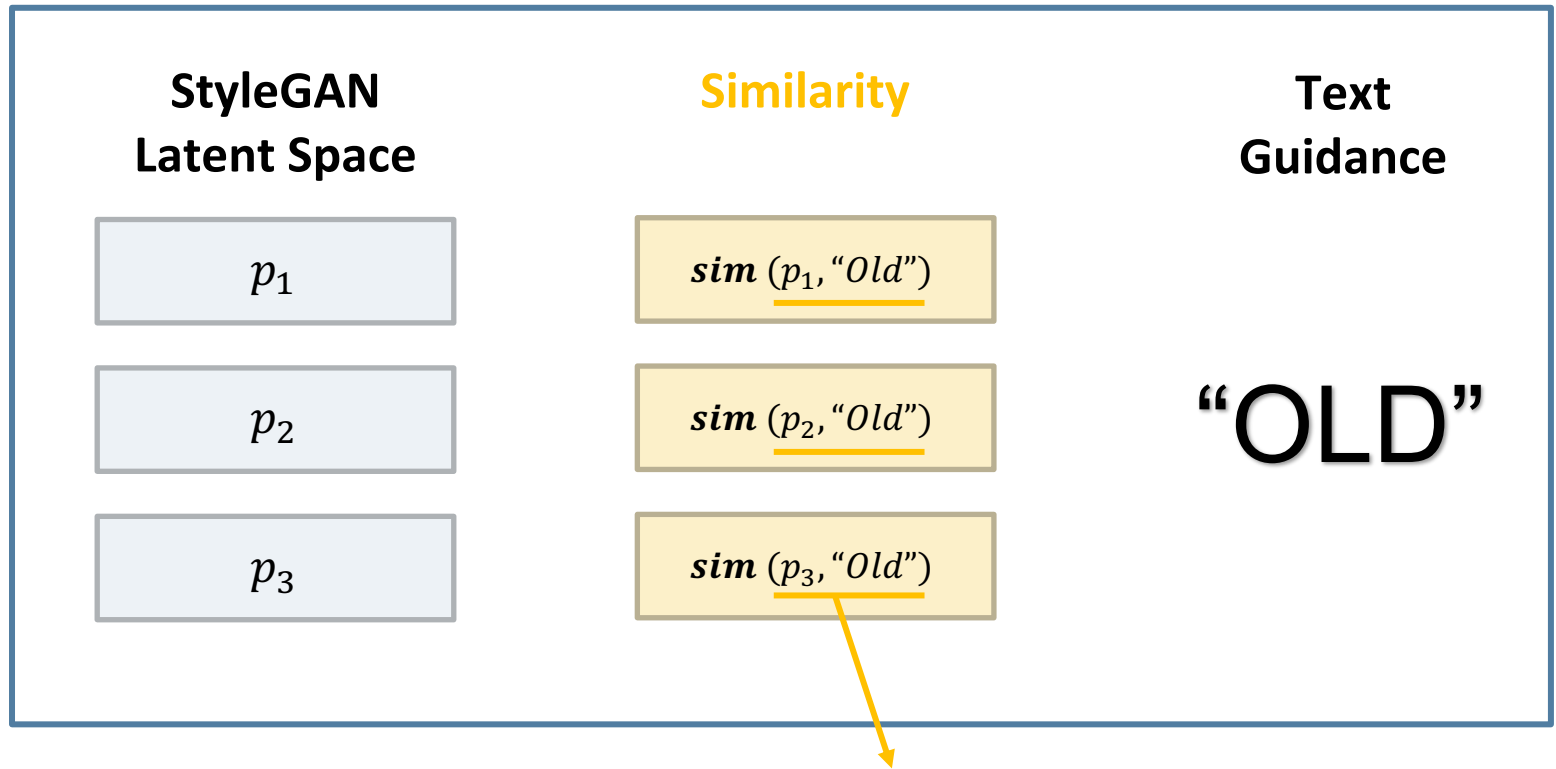 StyleGAN
Latent Space
Similarity
Text
Guidance
p₁
sim (p₁, “Old”)
p₂
sim (p₂, “Old”)
“OLD”
p₃
sim (p₃, “Old”)